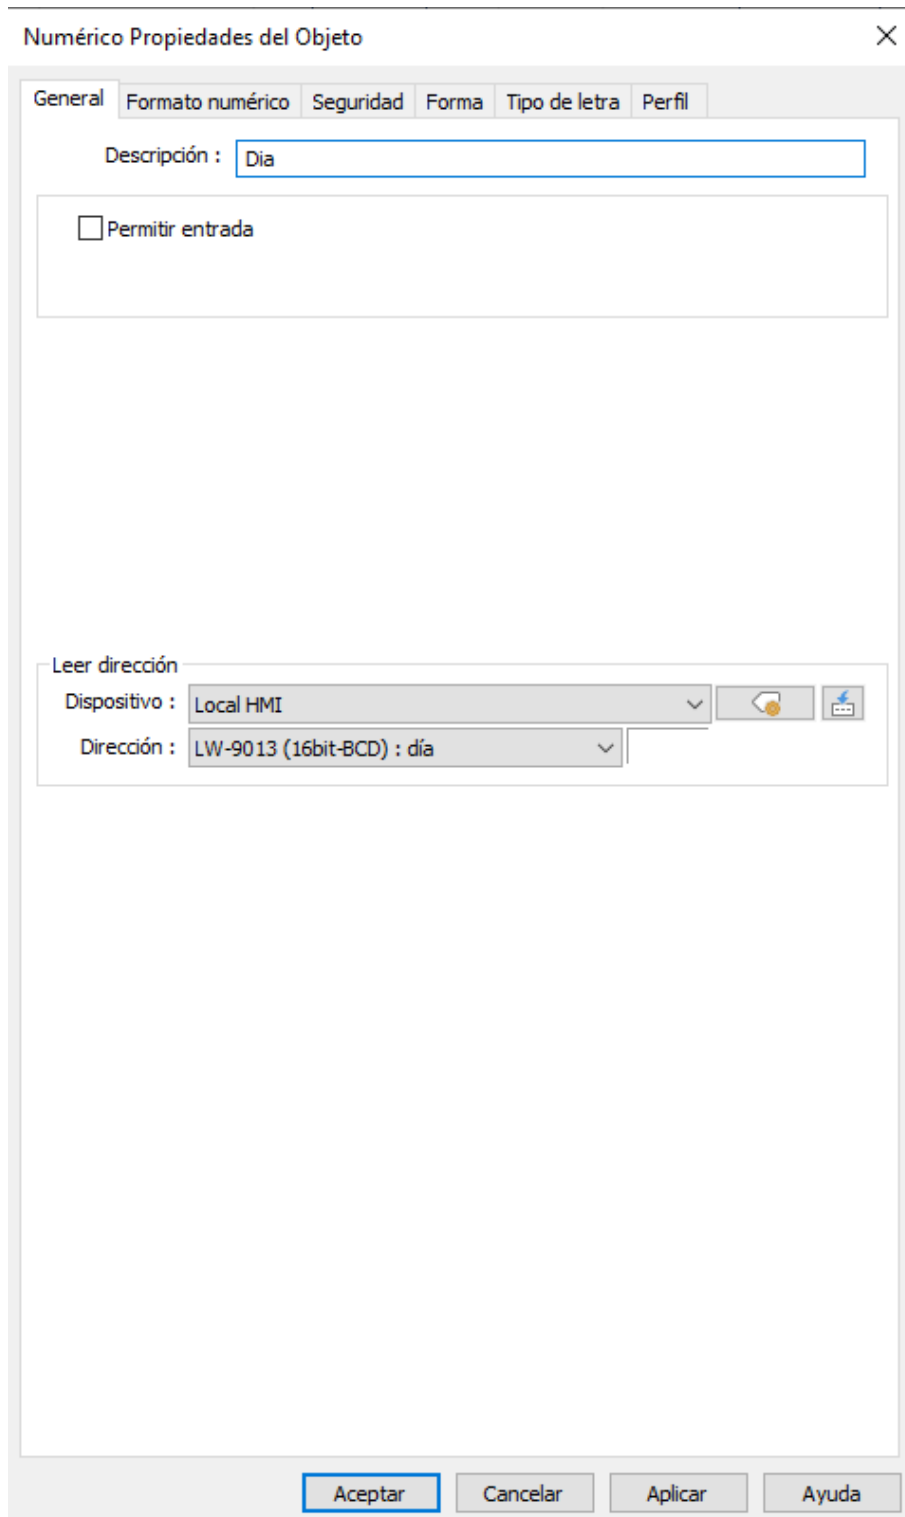 Numérico Propiedades del Objeto
General Formato numérico Seguridad Forma Tipo de letra Perfil
Descripción : Dia
Permitir entrada
Leer dirección
Dispositivo : Local HMI
Dirección : LW-9013 (16bit-BCD) : día
Aceptar Cancelar Aplicar Ayuda